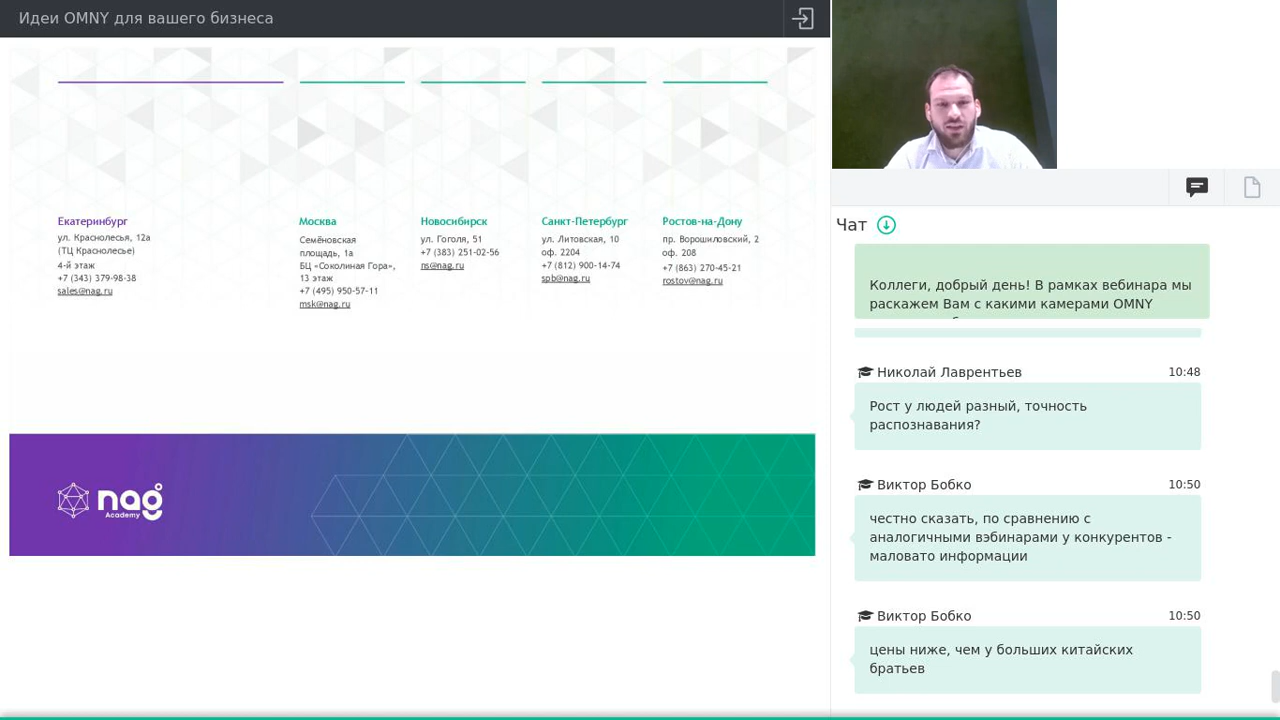 Идеи OMNY для вашего бизнеса
Екатеринбург
ул. Краснолесья, 12а
(ТЦ Краснолесье)
4-й этаж
+7 (343) 379-98-38
sales@nag.ru
Москва
Семёновская
площадь, 1а
БЦ «Соколиная Гора»,
13 этаж
+7 (495) 950-57-11
msk@nag.ru
Новосибирск
ул. Гоголя, 51
+7 (383) 251-02-56
ns@nag.ru
Санкт-Петербург
ул. Литовская, 10
оф. 2204
+7 (812) 900-14-74
spb@nag.ru
Ростов-на-Дону
пр. Ворошиловский, 2
оф. 208
+7 (863) 270-45-21
rostov@nag.ru
nag
Academy
Чат
Коллеги, добрый день! В рамках вебинара мы
раскажем Вам с какими камерами OMNY
Николай Лаврентьев 10:48
Рост у людей разный, точность
распознавания?
Виктор Бобко 10:50
честно сказать, по сравнению с
аналогичными вэбинарами у конкурентов -
маловато информации
Виктор Бобко 10:50
цены ниже, чем у больших китайских
братьев